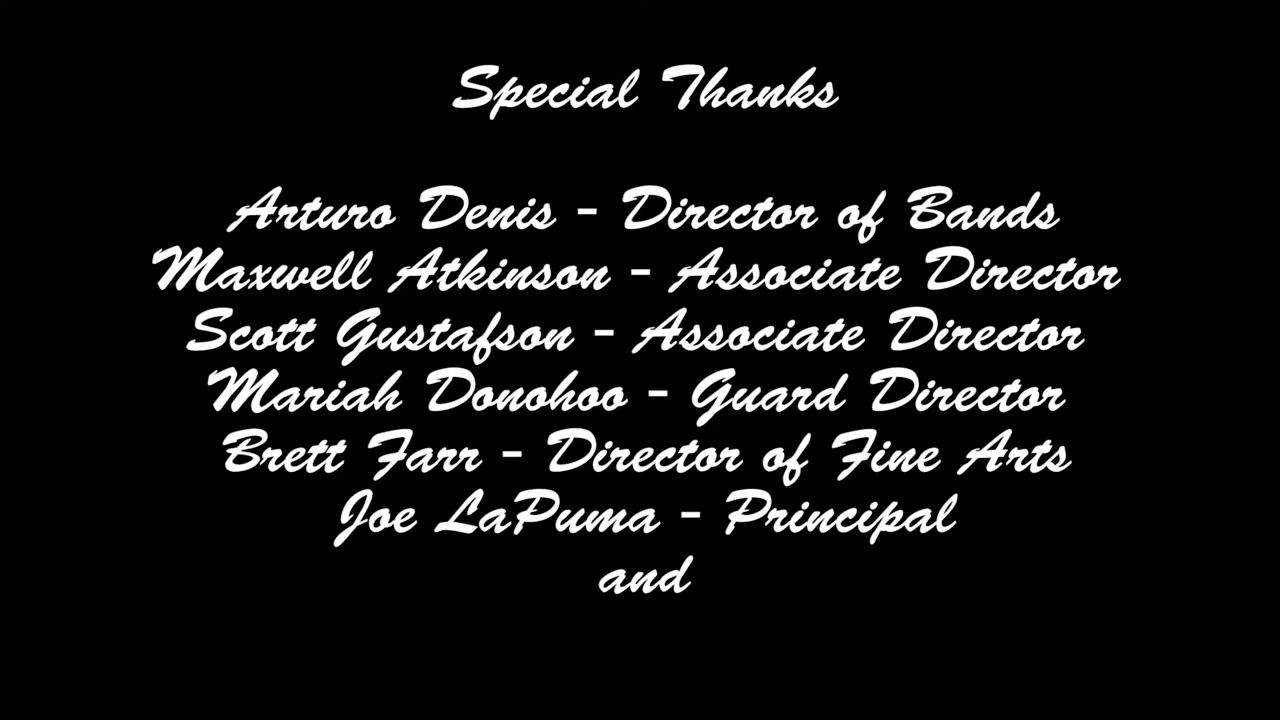 Special Thanks
Arturo Denis - Director of Bands
Maxwell Atkinson - Associate Director
Scott Gustafson - Associate Director
Mariah Donohoo - Guard Director
Brett Farr - Director of Fine Arts
Joe LaPuma - Principal
and